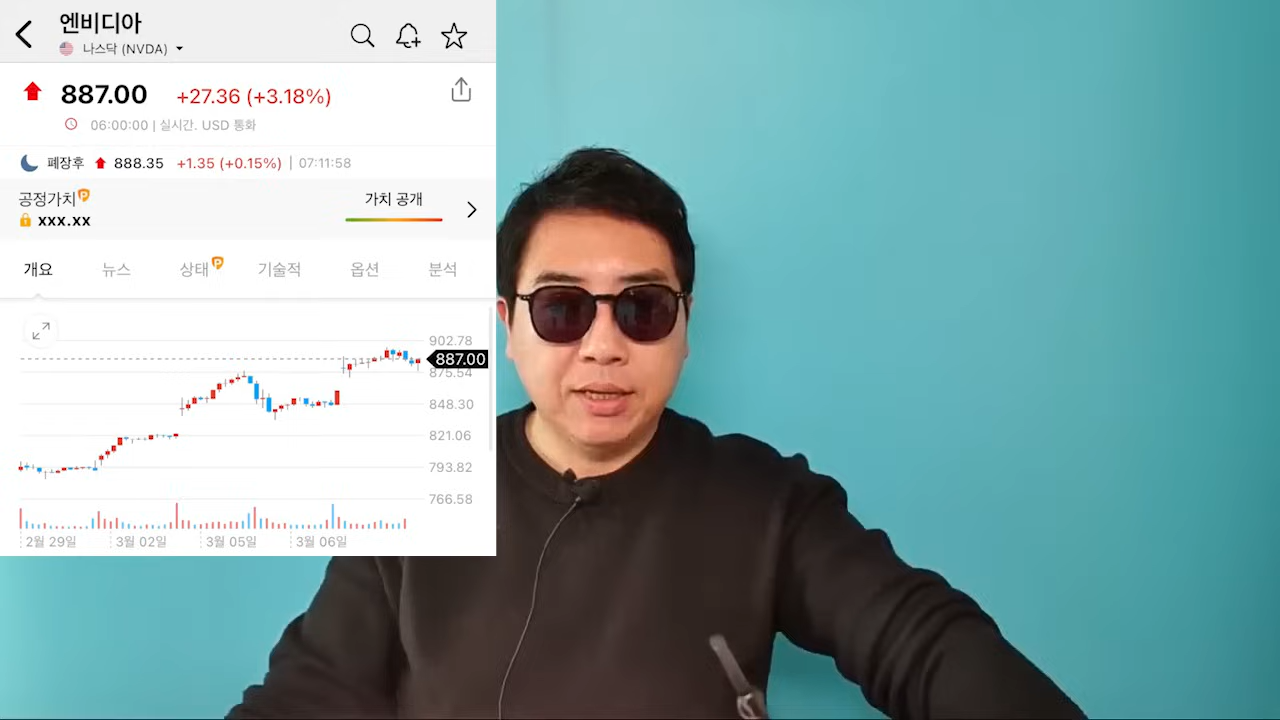 엔비디아
나스닥 (NVDA)
887.00 +27.36 (+3.18%)
06:00:00 | 실시간. USD 통화
폐장후 888.35 +1.35 (+0.15%) | 07:11:58
공정가치 P
xxx.xx
가치 공개
개요 뉴스 상태 P 기술적 옵션 분석
902.78
887.00
875.54
848.30
821.06
793.82
766.58
2월 29일 3월 02일 3월 05일 3월 06일